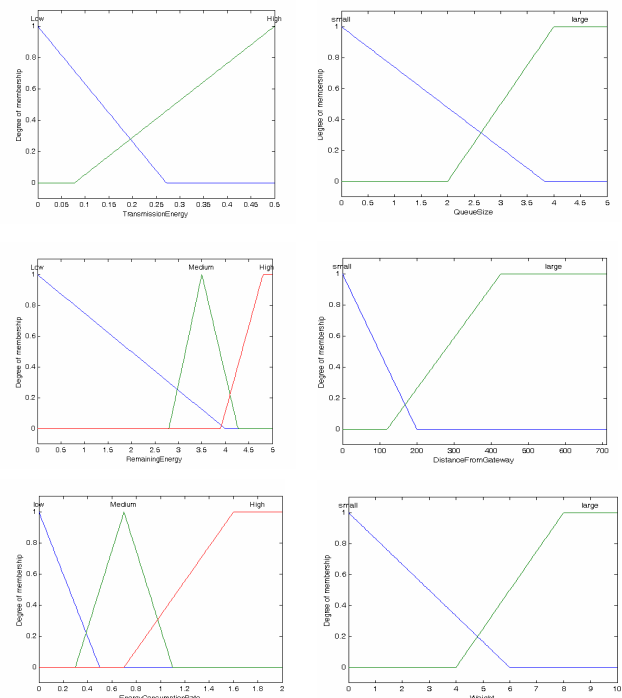 Low High
1
0.8
0.6
0.4
0.2
0
0 0.05 0.1 0.15 0.2 0.25 0.3 0.35 0.4 0.45 0.5
Degree of membership
TransmissionEnergy
small large
1
0.8
0.6
0.4
0.2
0
0 0.5 1 1.5 2 2.5 3 3.5 4 4.5 5
Degree of membership
QueueSize
Low Medium High
1
0.8
0.6
0.4
0.2
0
0 0.5 1 1.5 2 2.5 3 3.5 4 4.5 5
Degree of membership
RemainingEnergy
small large
1
0.8
0.6
0.4
0.2
0
0 100 200 300 400 500 600 700
Degree of membership
DistanceFromGateway
low Medium High
1
0.8
0.6
0.4
0.2
0
0 0.2 0.4 0.6 0.8 1 1.2 1.4 1.6 1.8 2
Degree of membership
EnergyConsumptionRate
small large
1
0.8
0.6
0.4
0.2
0
0 1 2 3 4 5 6 7 8 9 10
Degree of membership
Weight